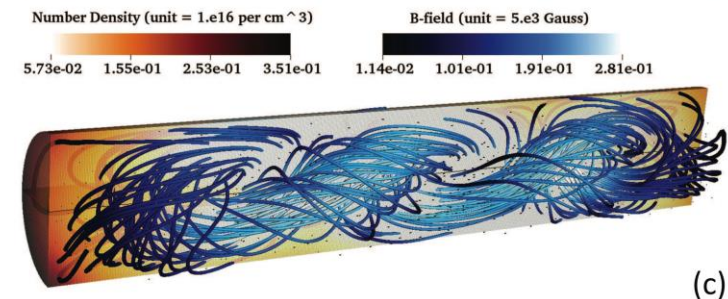 Number Density (unit = 1.e16 per cm^3) B-field (unit = 5.e3 Gauss)
5.73e-02 1.55e-01 2.53e-01 3.51e-01 1.14e-02 1.01e-01 1.91e-01 2.81e-01
(c)